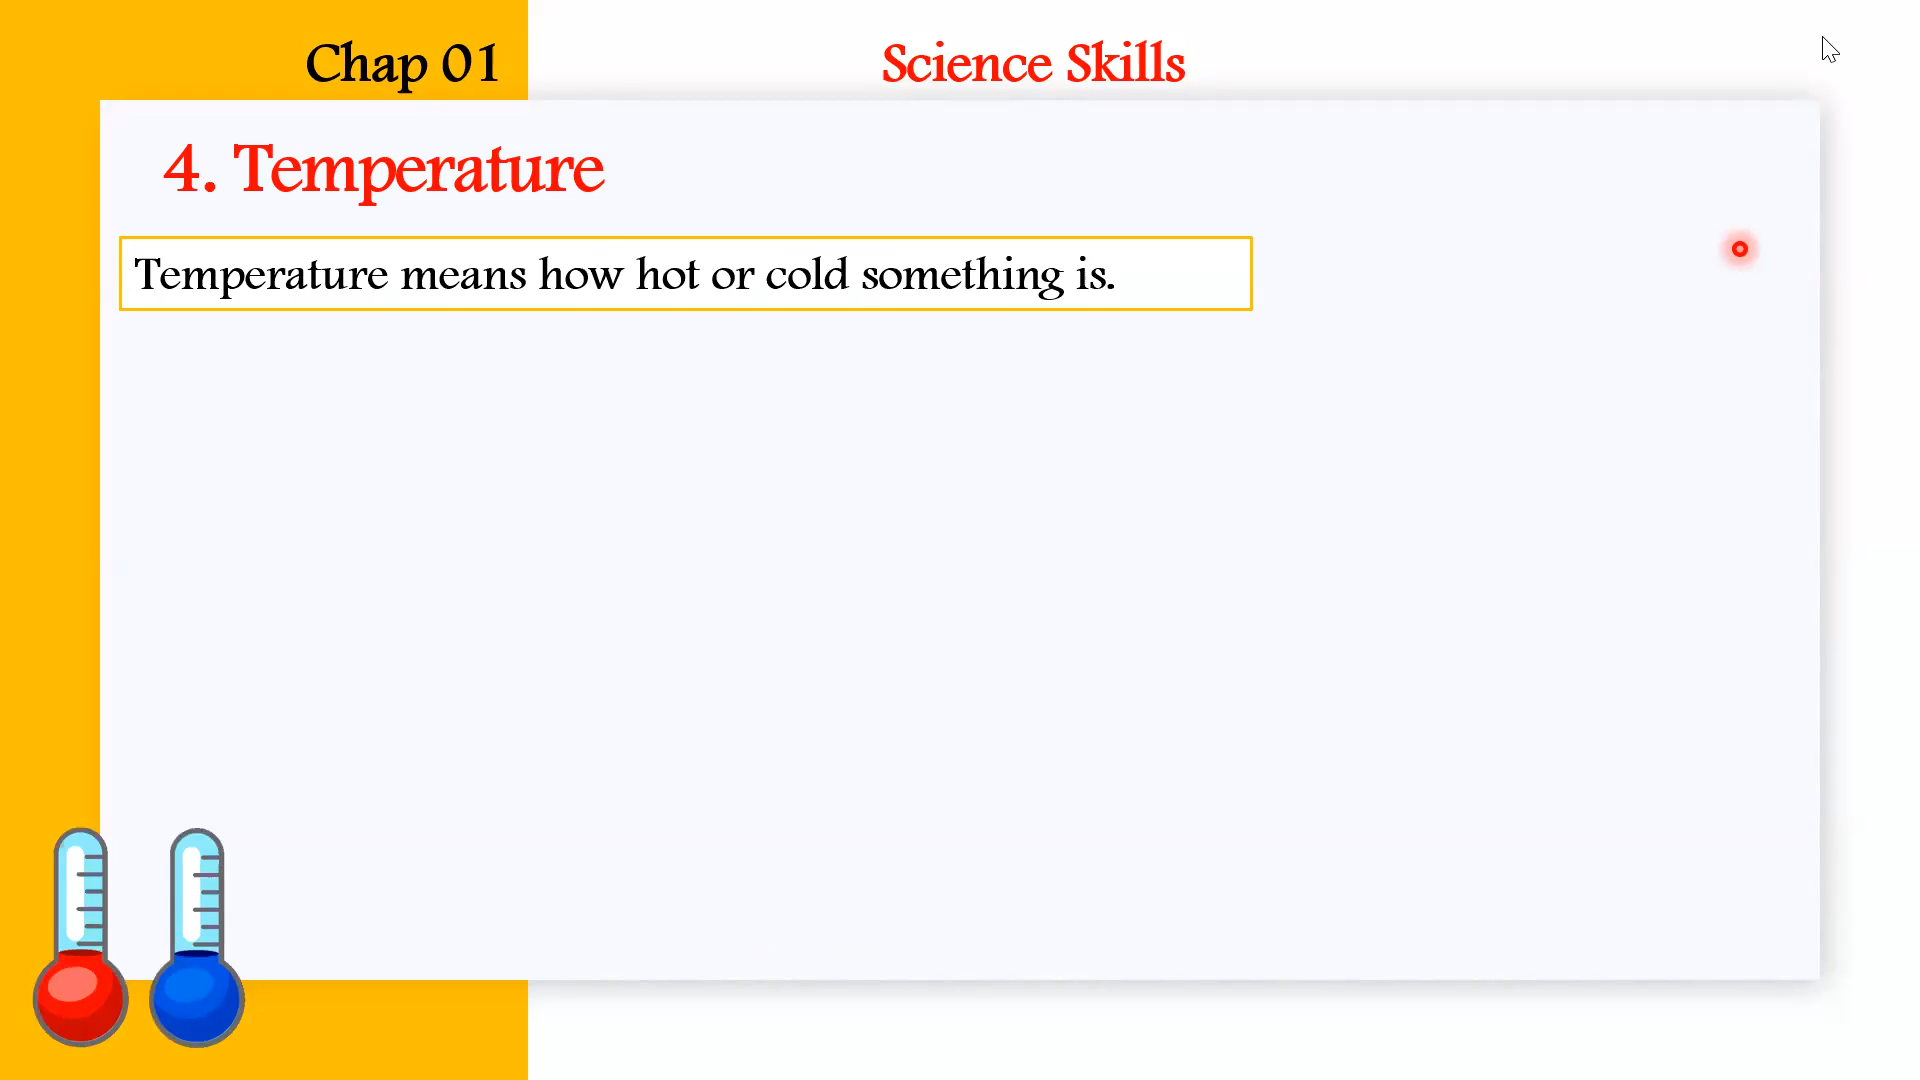 Chap 01
Science Skills
4. Temperature
Temperature means how hot or cold something is.